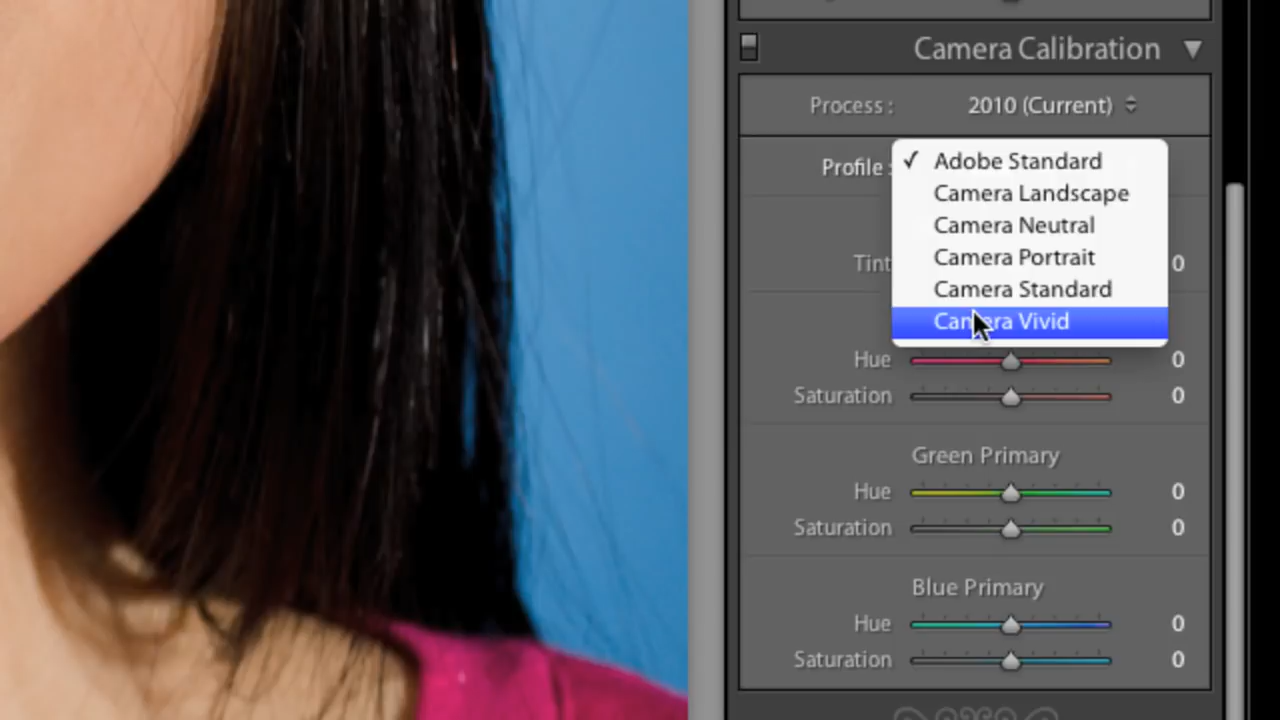 Camera Calibration
Process : 2010 (Current)
Profile :
✓ Adobe Standard
Camera Landscape
Camera Neutral
Camera Portrait
Camera Standard
Camera Vivid
Tint 0
Hue 0
Saturation 0
Green Primary
Hue 0
Saturation 0
Blue Primary
Hue 0
Saturation 0